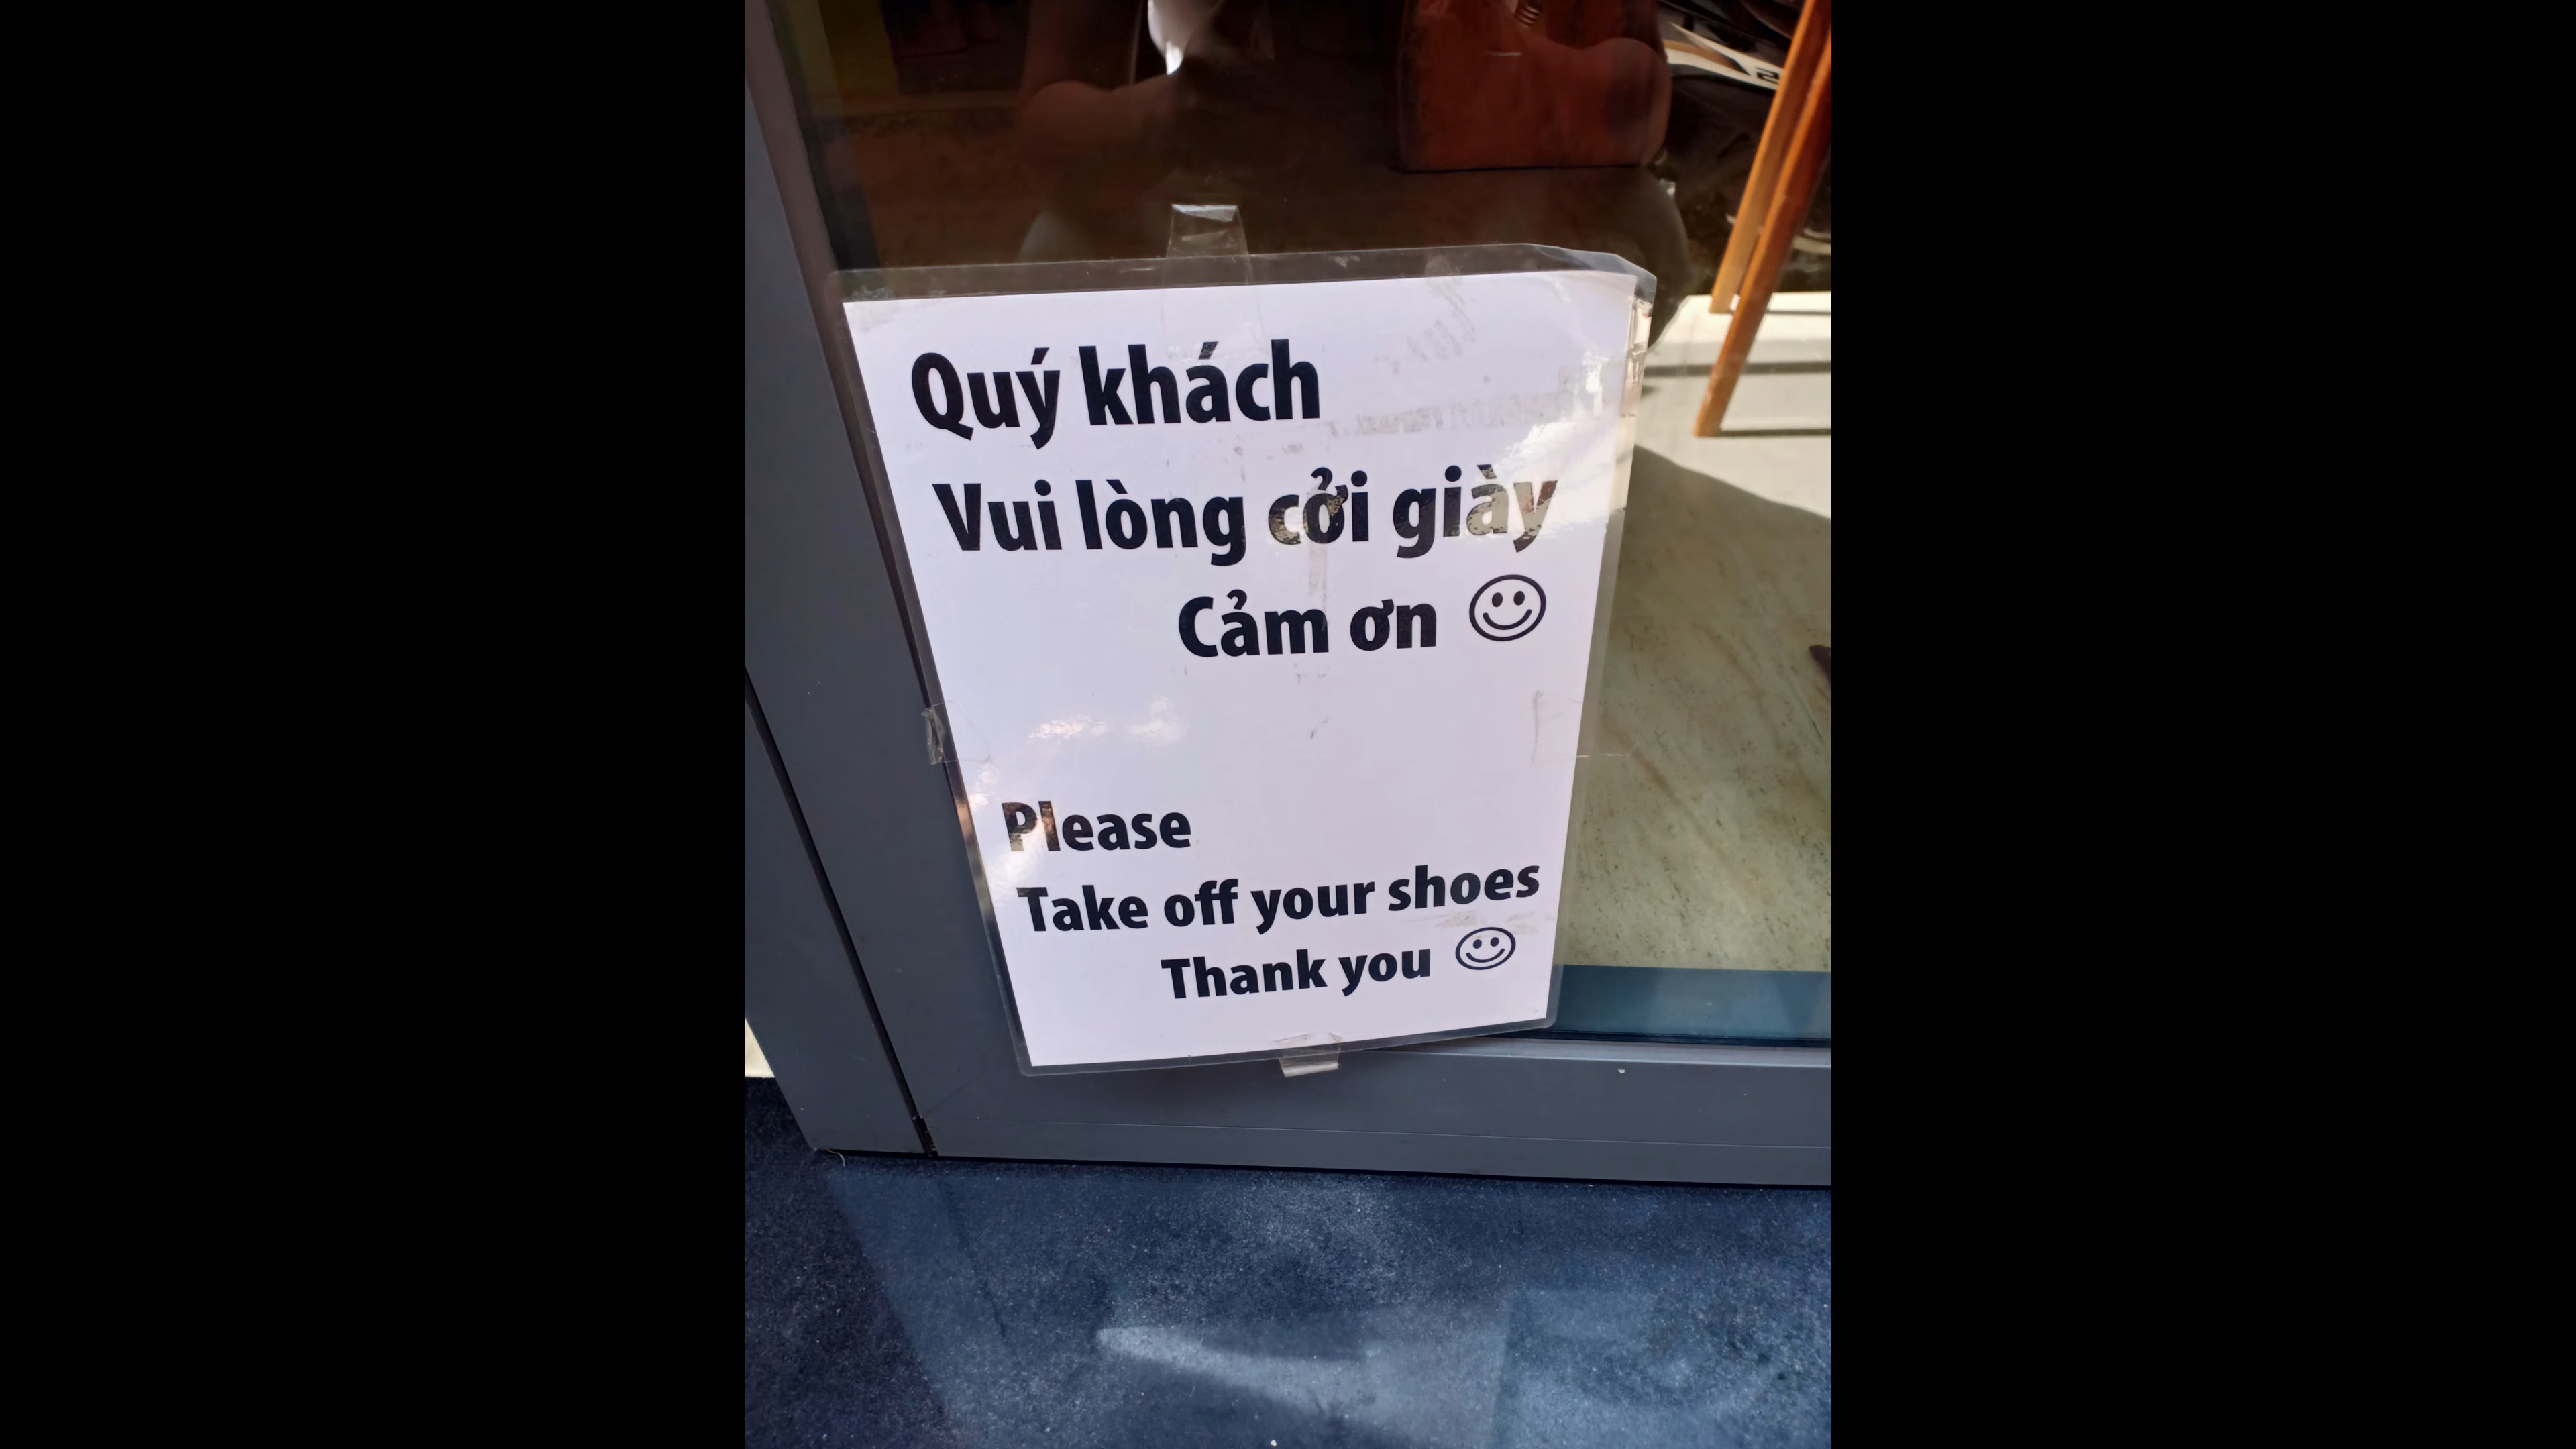 Quý khách
Vui lòng cởi giày
Cảm ơn ☺
Please
Take off your shoes
Thank you ☺